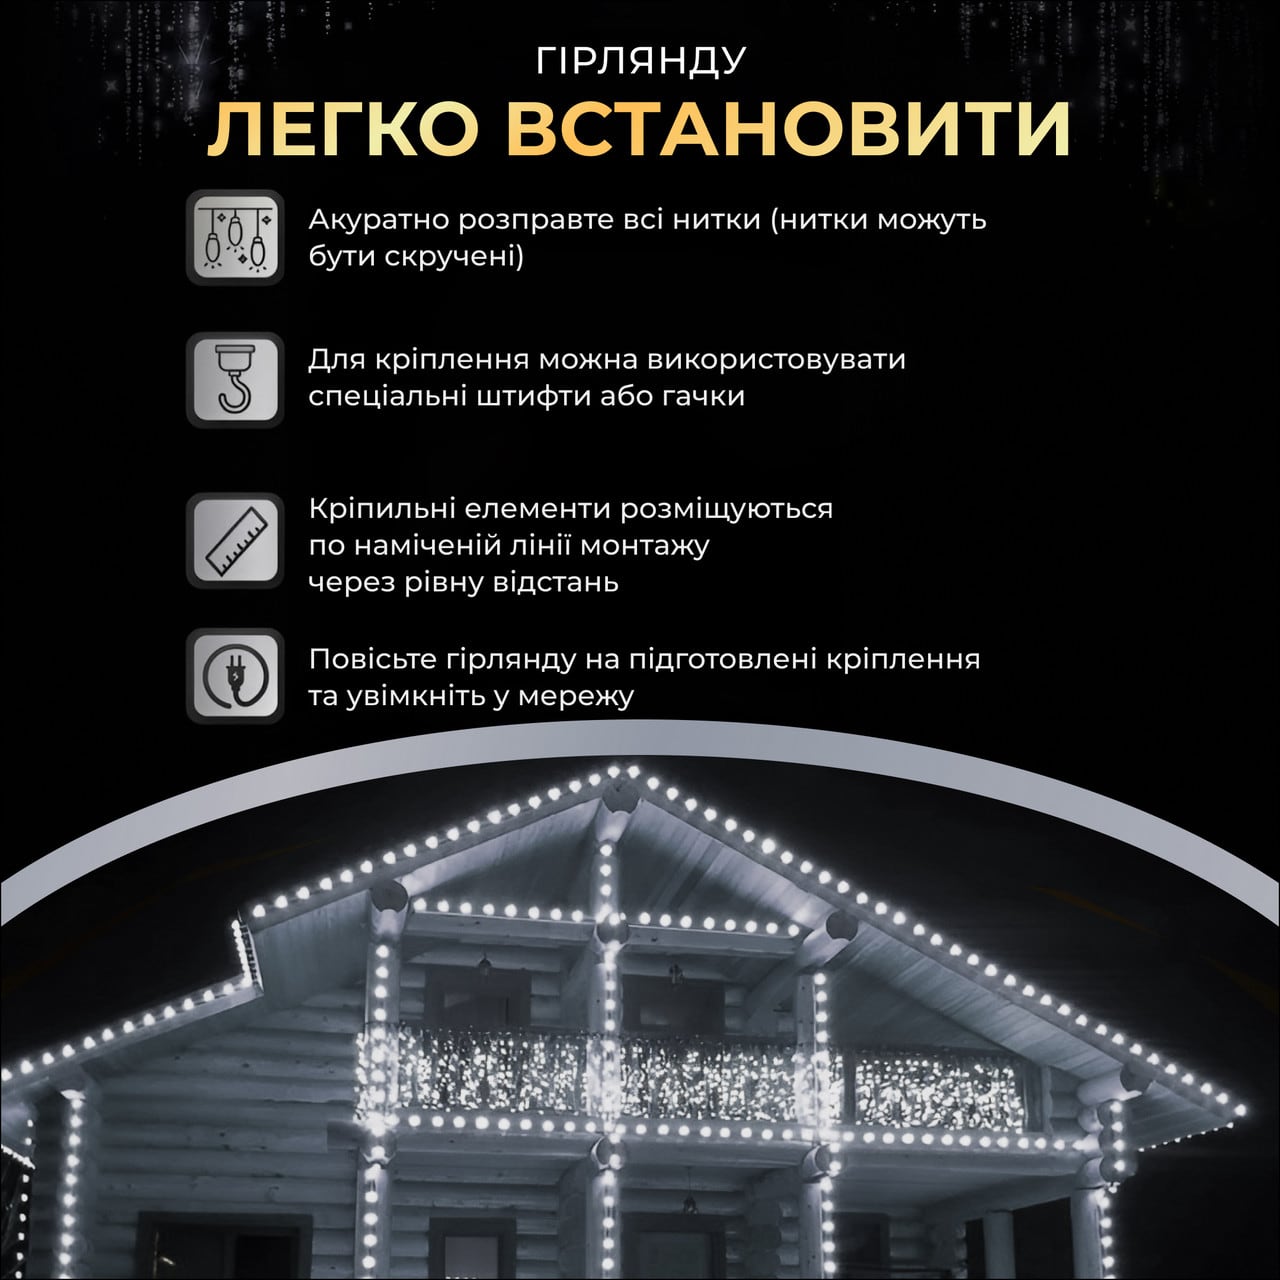 ГІРЛЯНДУ
ЛЕГКО ВСТАНОВИТИ
Акуратно розправте всі нитки (нитки можуть
бути скручені)
Для кріплення можна використовувати
спеціальні штифти або гачки
Кріпильні елементи розміщуються
по наміченій лінії монтажу
через рівну відстань
Повісьте гірлянду на підготовлені кріплення
та увімкніть у мережу